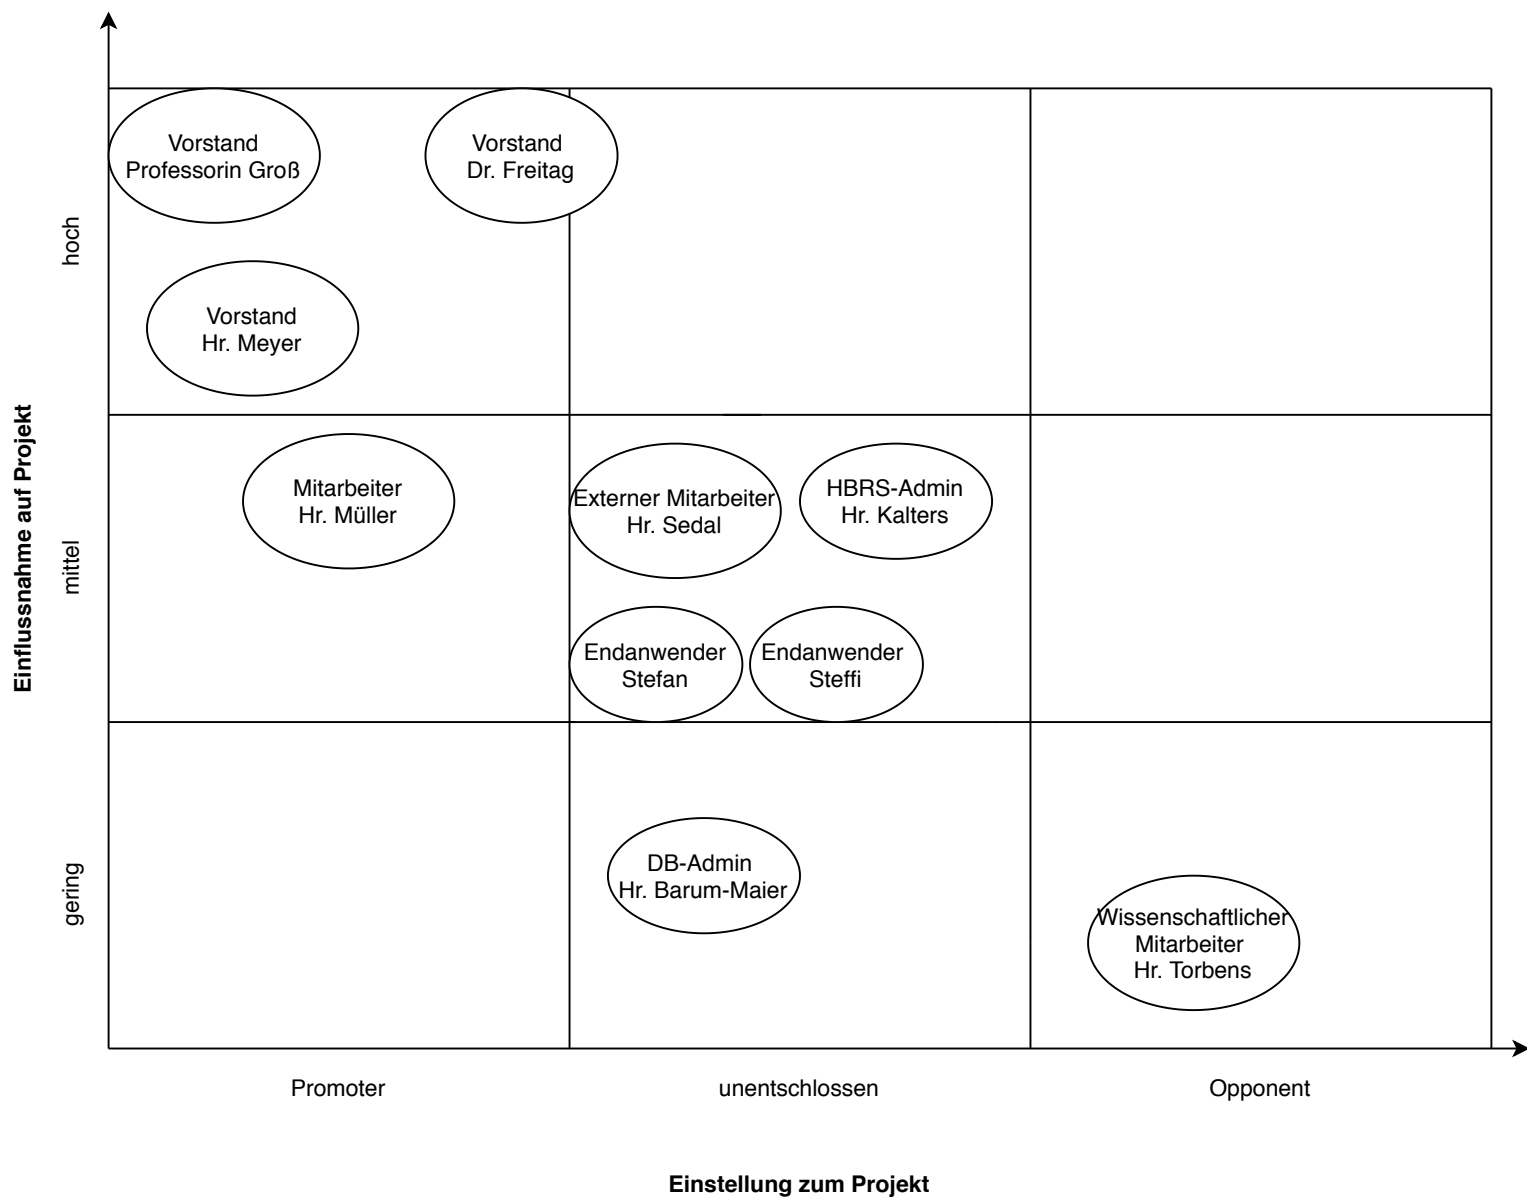 Vorstand
Professorin Groß
Vorstand
Dr. Freitag
hoch
Vorstand
Hr. Meyer
Einflussnahme auf Projekt
mittel
Mitarbeiter
Hr. Müller
Externer Mitarbeiter
Hr. Sedal
HBRS-Admin
Hr. Kalters
Endanwender
Stefan
Endanwender
Steffi
gering
DB-Admin
Hr. Barum-Maier
Wissenschaftlicher
Mitarbeiter
Hr. Torbens
Promoter
unentschlossen
Opponent
Einstellung zum Projekt